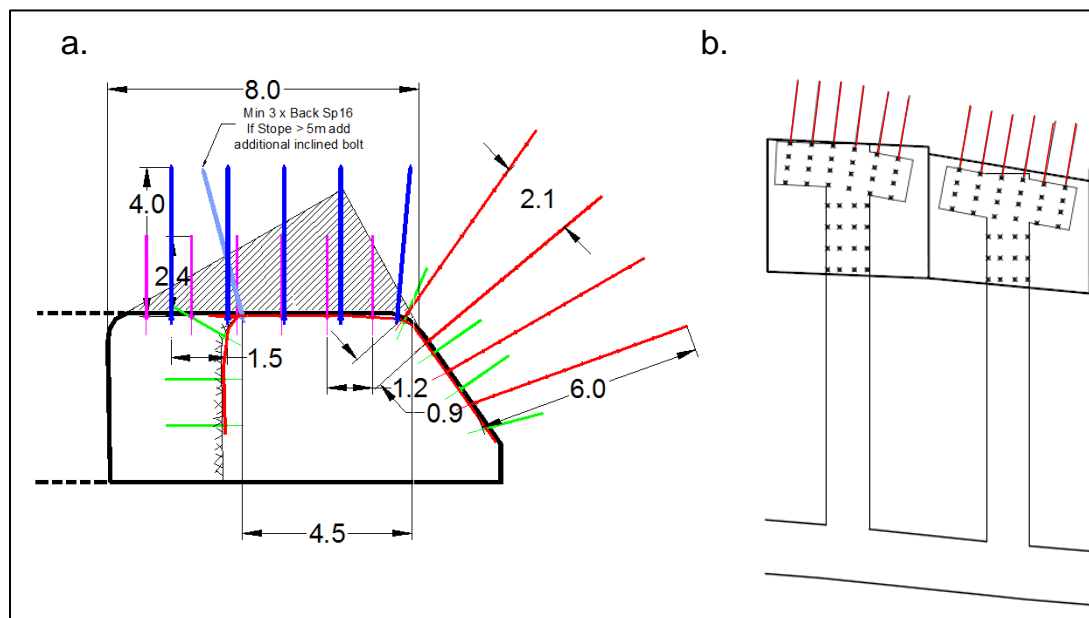 a.
b.
8.0
Min 3 x Back Sp16
If Stope > 5m add
additional inclined bolt
4.0
2.4
2.1
1.5
1.2
0.9
6.0
4.5